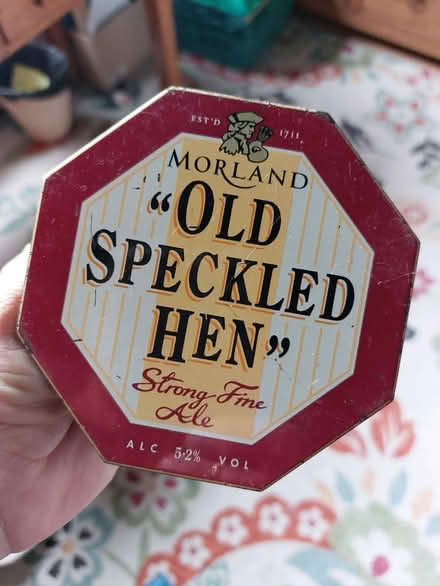 EST'D 1711
MORLAND
"OLD
SPECKLED
HEN"
Strong Fine
Ale
ALC 5·2% VOL